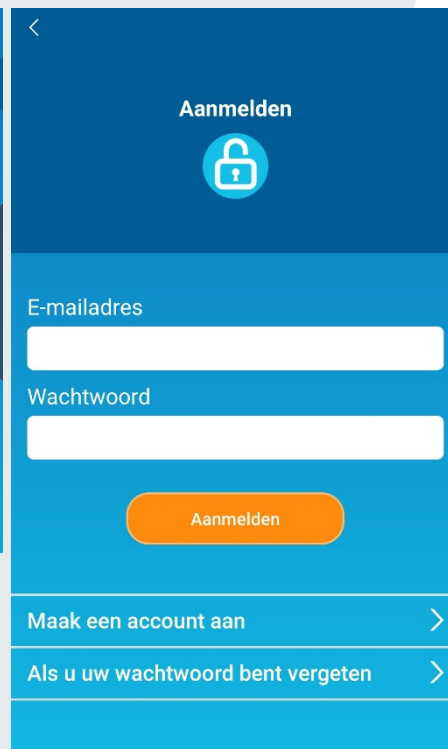 Aanmelden
E-mailadres
Wachtwoord
Aanmelden
Maak een account aan
Als u uw wachtwoord bent vergeten